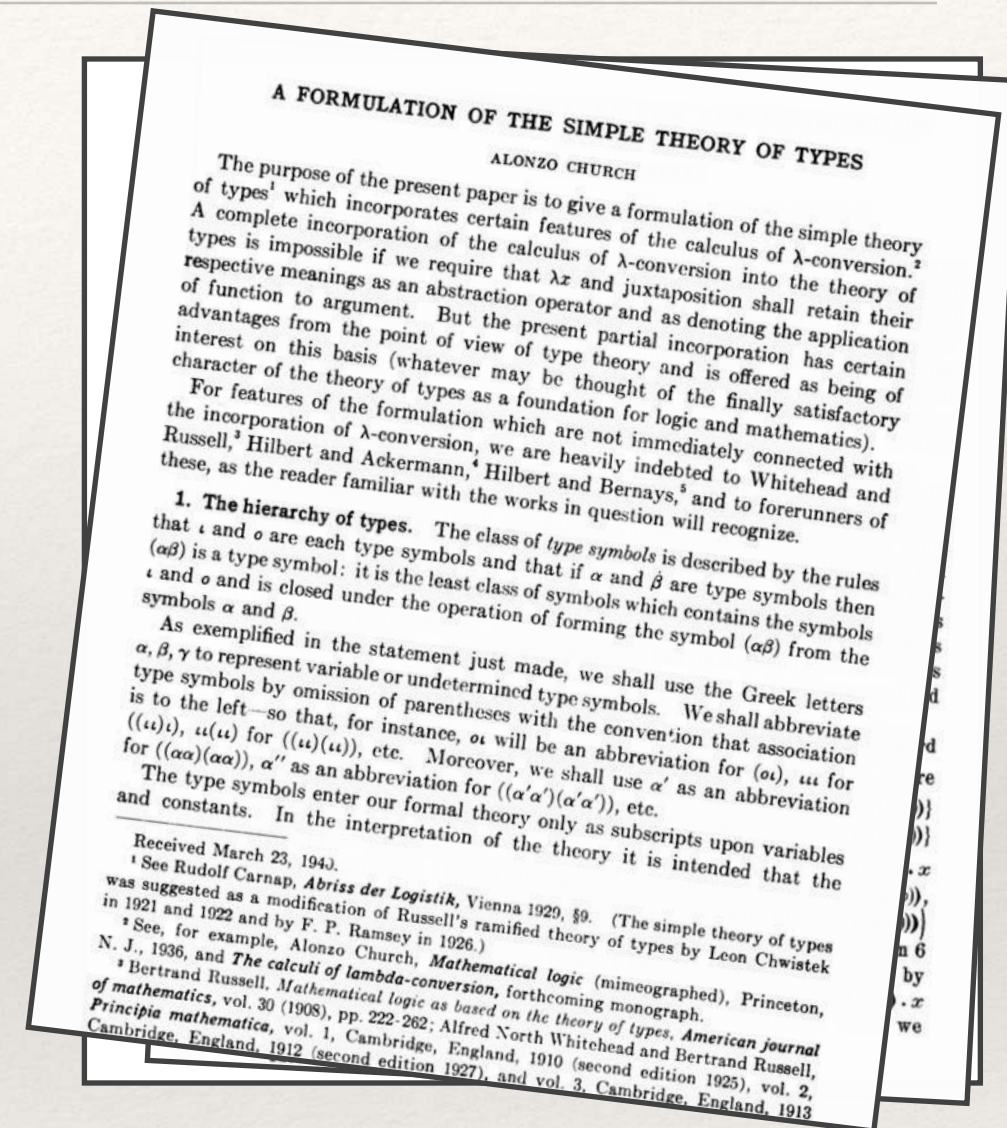 A FORMULATION OF THE SIMPLE THEORY OF TYPES
ALONZO CHURCH
The purpose of the present paper is to give a formulation of the simple theory
of types¹ which incorporates certain features of the calculus of λ-conversion.²
A complete incorporation of the calculus of λ-conversion into the theory of
types is impossible if we require that λx and juxtaposition shall retain their
respective meanings as an abstraction operator and as denoting the application
of function to argument. But the present partial incorporation has certain
advantages from the point of view of type theory and is offered as being of
interest on this basis (whatever may be thought of the finally satisfactory
character of the theory of types as a foundation for logic and mathematics).
For features of the formulation which are not immediately connected with
the incorporation of λ-conversion, we are heavily indebted to Whitehead and
Russell,³ Hilbert and Ackermann,⁴ Hilbert and Bernays,⁵ and to forerunners of
these, as the reader familiar with the works in question will recognize.
1. The hierarchy of types. The class of type symbols is described by the rules
that ι and ο are each type symbols and that if α and β are type symbols then
(αβ) is a type symbol: it is the least class of symbols which contains the symbols
ι and ο and is closed under the operation of forming the symbol (αβ) from the
symbols α and β.
As exemplified in the statement just made, we shall use the Greek letters
α, β, γ to represent variable or undetermined type symbols. We shall abbreviate
type symbols by omission of parentheses with the convention that association
is to the left—so that, for instance, οι will be an abbreviation for (οι), ιιι for
((ιι)ι), ιι(ιι) for ((ιι)(ιι)), etc. Moreover, we shall use α′ as an abbreviation
for ((αα)(αα)), α″ as an abbreviation for ((α′α′)(α′α′)), etc.
The type symbols enter our formal theory only as subscripts upon variables
and constants. In the interpretation of the theory it is intended that the
Received March 23, 1940.
¹ See Rudolf Carnap, Abriss der Logistik, Vienna 1929, §9. (The simple theory of types
was suggested as a modification of Russell's ramified theory of types by Leon Chwistek
in 1921 and 1922 and by F. P. Ramsey in 1926.)
² See, for example, Alonzo Church, Mathematical logic (mimeographed), Princeton,
N. J., 1936, and The calculi of lambda-conversion, forthcoming monograph.
³ Bertrand Russell, Mathematical logic as based on the theory of types, American journal
of mathematics, vol. 30 (1908), pp. 222-262; Alfred North Whitehead and Bertrand Russell,
Principia mathematica, vol. 1, Cambridge, England, 1910 (second edition 1925), vol. 2,
Cambridge, England, 1912 (second edition 1927), and vol. 3, Cambridge, England, 1913
n 6
by
. x
we